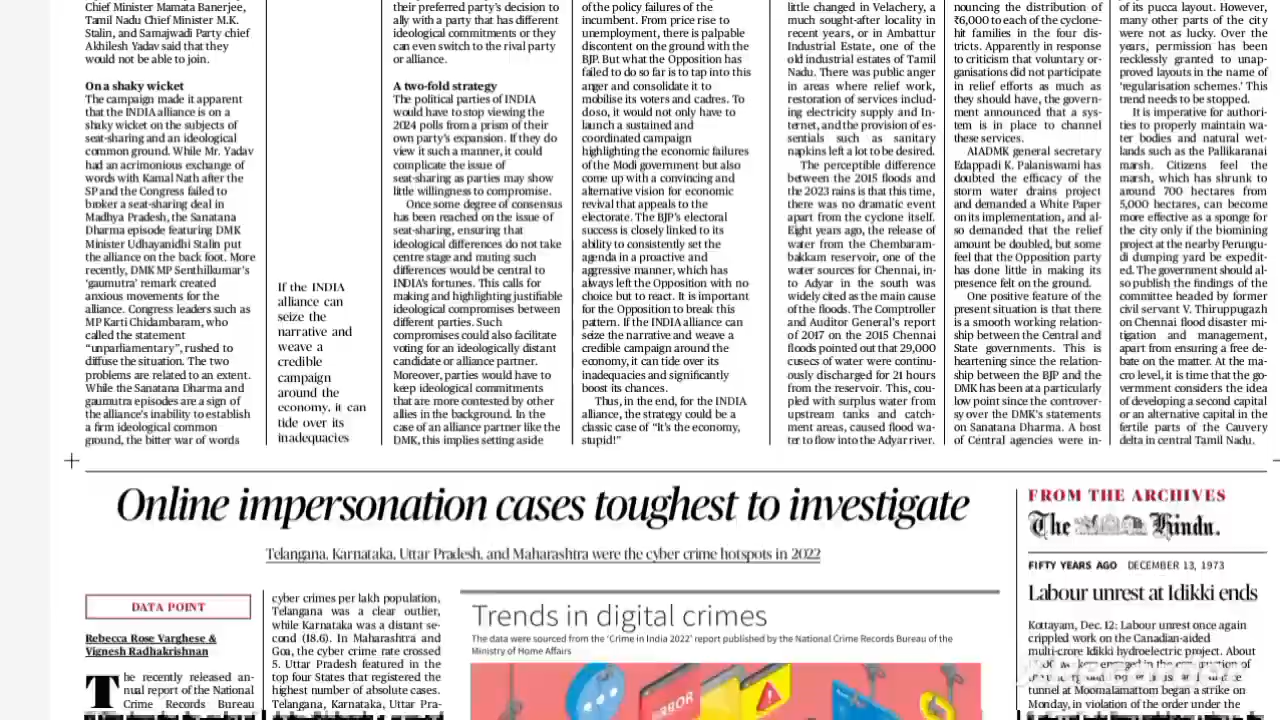 Chief Minister Mamata Banerjee,
Tamil Nadu Chief Minister M.K.
Stalin, and Samajwadi Party chief
Akhilesh Yadav said that they
would not be able to join.
On a shaky wicket
The campaign made it apparent
that the INDIA alliance is on a
shaky wicket on the subjects of
seat-sharing and an ideological
common ground. While Mr. Yadav
had an acrimonious exchange of
words with Kamal Nath after the
SP and the Congress failed to
broker a seat-sharing deal in
Madhya Pradesh, the Sanatana
Dharma episode featuring DMK
Minister Udhayanidhi Stalin put
the alliance on the back foot. More
recently, DMK MP Senthilkumar's
'gaumutra' remark created
anxious movements for the
alliance. Congress leaders such as
MP Karti Chidambaram, who
called the statement
"unparliamentary", rushed to
diffuse the situation. The two
problems are related to an extent.
While the Sanatana Dharma and
gaumutra episodes are a sign of
the alliance's inability to establish
a firm ideological common
ground, the bitter war of words
If the INDIA
alliance can
seize the
narrative and
weave a
credible
campaign
around the
economy, it can
tide over its
inadequacies
their preferred party's decision to
ally with a party that has different
ideological commitments or they
can even switch to the rival party
or alliance.
A two-fold strategy
The political parties of INDIA
would have to stop viewing the
2024 polls from a prism of their
own party's expansion. If they do
view it such a manner, it could
complicate the issue of
seat-sharing as parties may show
little willingness to compromise.
Once some degree of consensus
has been reached on the issue of
seat-sharing, ensuring that
ideological differences do not take
centre stage and muting such
differences would be central to
INDIA's fortunes. This calls for
making and highlighting justifiable
ideological compromises between
different parties. Such
compromises could also facilitate
voting for an ideologically distant
candidate or alliance partner.
Moreover, parties would have to
keep ideological commitments
that are more contested by other
allies in the background. In the
case of an alliance partner like the
DMK, this implies setting aside
of the policy failures of the
incumbent. From price rise to
unemployment, there is palpable
discontent on the ground with the
BJP. But what the Opposition has
failed to do so far is to tap into this
anger and consolidate it to
mobilise its voters and cadres. To
do so, it would not only have to
launch a sustained and
coordinated campaign
highlighting the economic failures
of the Modi government but also
come up with a convincing and
alternative vision for economic
revival that appeals to the
electorate. The BJP's electoral
success is closely linked to its
ability to consistently set the
agenda in a proactive and
aggressive manner, which has
always left the Opposition with no
choice but to react. It is important
for the Opposition to break this
pattern. If the INDIA alliance can
seize the narrative and weave a
credible campaign around the
economy, it can tide over its
inadequacies and significantly
boost its chances.
Thus, in the end, for the INDIA
alliance, the strategy could be a
classic case of "It's the economy,
stupid!"
little changed in Velachery, a
much sought-after locality in
recent years, or in Ambattur
Industrial Estate, one of the
old industrial estates of Tamil
Nadu. There was public anger
in areas where relief work,
restoration of services includ-
ing electricity supply and In-
ternet, and the provision of es-
sentials such as sanitary
napkins left a lot to be desired.
The perceptible difference
between the 2015 floods and
the 2023 rains is that this time,
there was no dramatic event
apart from the cyclone itself.
Eight years ago, the release of
water from the Chembaram-
bakkam reservoir, one of the
water sources for Chennai, in-
to Adyar in the south was
widely cited as the main cause
of the floods. The Comptroller
and Auditor General's report
of 2017 on the 2015 Chennai
floods pointed out that 29,000
cusecs of water were continu-
ously discharged for 21 hours
from the reservoir. This, cou-
pled with surplus water from
upstream tanks and catch-
ment areas, caused flood wa-
ter to flow into the Adyar river.
nouncing the distribution of
₹6,000 to each of the cyclone-
hit families in the four dis-
tricts. Apparently in response
to criticism that voluntary or-
ganisations did not participate
in relief efforts as much as
they should have, the govern-
ment announced that a sys-
tem is in place to channel
these services.
AIADMK general secretary
Edappadi K. Palaniswami has
doubted the efficacy of the
storm water drains project
and demanded a White Paper
on its implementation, and al-
so demanded that the relief
amount be doubled, but some
feel that the Opposition party
has done little in making its
presence felt on the ground.
One positive feature of the
present situation is that there
is a smooth working relation-
ship between the Central and
State governments. This is
heartening since the relation-
ship between the BJP and the
DMK has been at a particularly
low point since the controver-
sy over the DMK's statements
on Sanatana Dharma. A host
of Central agencies were in-
of its pucca layout. However,
many other parts of the city
were not as lucky. Over the
years, permission has been
recklessly granted to unap-
proved layouts in the name of
'regularisation schemes.' This
trend needs to be stopped.
It is imperative for authori-
ties to properly maintain wa-
ter bodies and natural wet-
lands such as the Pallikaranai
marsh. Citizens feel the
marsh, which has shrunk to
around 700 hectares from
5,000 hectares, can become
more effective as a sponge for
the city only if the biomining
project at the nearby Perungu-
di dumping yard be expedit-
ed. The government should al-
so publish the findings of the
committee headed by former
civil servant V. Thiruppugazh
on Chennai flood disaster mi-
tigation and management,
apart from ensuring a free de-
bate on the matter. At the ma-
cro level, it is time that the go-
vernment considers the idea
of developing a second capital
or an alternative capital in the
fertile parts of the Cauvery
delta in central Tamil Nadu.
Online impersonation cases toughest to investigate
Telangana, Karnataka, Uttar Pradesh, and Maharashtra were the cyber crime hotspots in 2022
DATA POINT
Rebecca Rose Varghese &
Vignesh Radhakrishnan
The recently released an-
nual report of the National
Crime Records Bureau
cyber crimes per lakh population,
Telangana was a clear outlier,
while Karnataka was a distant se-
cond (18.6). In Maharashtra and
Goa, the cyber crime rate crossed
5. Uttar Pradesh featured in the
top four States that registered the
highest number of absolute cases.
Telangana, Karnataka, Uttar Pra-
Trends in digital crimes
The data were sourced from the 'Crime in India 2022' report published by the National Crime Records Bureau of the
Ministry of Home Affairs
ERROR
FROM THE ARCHIVES
The Hindu.
FIFTY YEARS AGO DECEMBER 13, 1973
Labour unrest at Idikki ends
Kottayam, Dec. 12: Labour unrest once again
crippled work on the Canadian-aided
multi-crore Idikki hydroelectric project. About
engaged in the
tunnel at Moolamattom began a strike on
Monday, in violation of the order under the